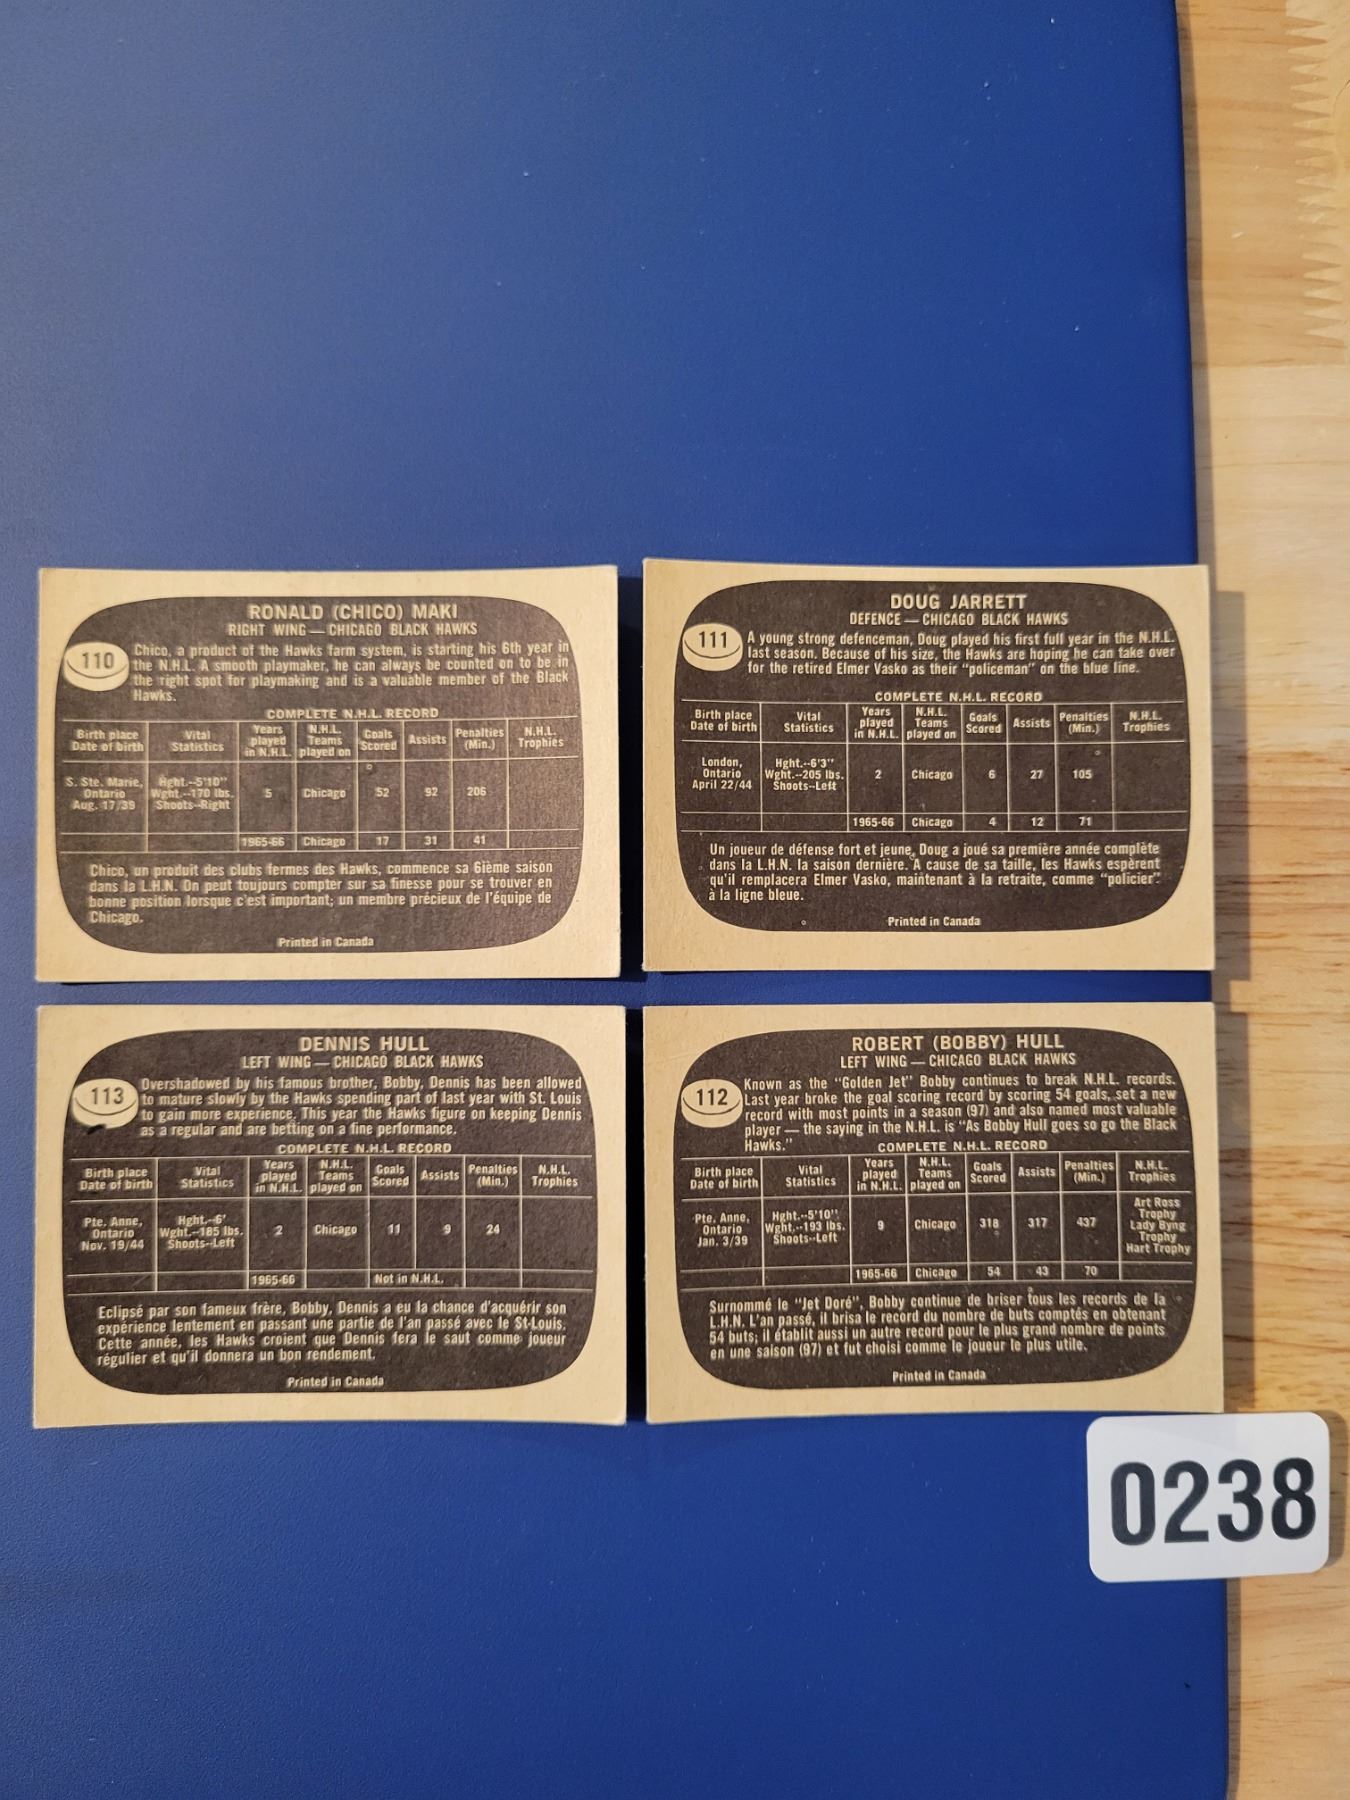 RONALD (CHICO) MAKI
RIGHT WING — CHICAGO BLACK HAWKS
110
Chico, a product of the Hawks farm system, is starting his 6th year in
the N.H.L. A smooth playmaker, he can always be counted on to be in
the right spot for playmaking and is a valuable member of the Black
Hawks.
COMPLETE N.H.L. RECORD
Birth place Date of birth | Vital Statistics | Years played in N.H.L. | N.H.L. Teams played on | Goals Scored | Assists | Penalties (Min.) | N.H.L. Trophies
S. Ste. Marie, Ontario Aug. 17/39 | Hght.--5'10" Wght.--170 lbs. Shoots--Right | 5 | Chicago | 52 | 92 | 206
1965-66 | Chicago | 17 | 31 | 41
Chico, un produit des clubs fermes des Hawks, commence sa 6ième saison
dans la L.H.N. On peut toujours compter sur sa finesse pour se trouver en
bonne position lorsque c'est important; un membre précieux de l'équipe de
Chicago.
Printed in Canada
DOUG JARRETT
DEFENCE — CHICAGO BLACK HAWKS
111
A young strong defenceman, Doug played his first full year in the N.H.L.
last season. Because of his size, the Hawks are hoping he can take over
for the retired Elmer Vasko as their "policeman" on the blue line.
COMPLETE N.H.L. RECORD
Birth place Date of birth | Vital Statistics | Years played in N.H.L. | N.H.L. Teams played on | Goals Scored | Assists | Penalties (Min.) | N.H.L. Trophies
London, Ontario April 22/44 | Hght.--6'3" Wght.--205 lbs. Shoots--Left | 2 | Chicago | 6 | 27 | 105
1965-66 | Chicago | 4 | 12 | 71
Un joueur de défense fort et jeune, Doug a joué sa première année complète
dans la L.H.N. la saison dernière. A cause de sa taille, les Hawks espèrent
qu'il remplacera Elmer Vasko, maintenant à la retraite, comme "policier"
à la ligne bleue.
Printed in Canada
DENNIS HULL
LEFT WING — CHICAGO BLACK HAWKS
113
Overshadowed by his famous brother, Bobby, Dennis has been allowed
to mature slowly by the Hawks spending part of last year with St. Louis
to gain more experience. This year the Hawks figure on keeping Dennis
as a regular and are betting on a fine performance.
COMPLETE N.H.L. RECORD
Birth place Date of birth | Vital Statistics | Years played in N.H.L. | N.H.L. Teams played on | Goals Scored | Assists | Penalties (Min.) | N.H.L. Trophies
Pte. Anne, Ontario Nov. 19/44 | Hght.--6' Wght.--185 lbs. Shoots--Left | 2 | Chicago | 11 | 9 | 24
1965-66 | Not in N.H.L.
Eclipsé par son fameux frère, Bobby, Dennis a eu la chance d'acquérir son
expérience lentement en passant une partie de l'an passé avec le St-Louis.
Cette année, les Hawks croient que Dennis fera le saut comme joueur
régulier et qu'il donnera un bon rendement.
Printed in Canada
ROBERT (BOBBY) HULL
LEFT WING — CHICAGO BLACK HAWKS
112
Known as the "Golden Jet" Bobby continues to break N.H.L. records.
Last year broke the goal scoring record by scoring 54 goals, set a new
record with most points in a season (97) and also named most valuable
player — the saying in the N.H.L. is "As Bobby Hull goes so go the Black
Hawks."
COMPLETE N.H.L. RECORD
Birth place Date of birth | Vital Statistics | Years played in N.H.L. | N.H.L. Teams played on | Goals Scored | Assists | Penalties (Min.) | N.H.L. Trophies
Pte. Anne, Ontario Jan. 3/39 | Hght.--5'10" Wght.--193 lbs. Shoots--Left | 9 | Chicago | 318 | 317 | 437 | Art Ross Trophy Lady Byng Trophy Hart Trophy
1965-66 | Chicago | 54 | 43 | 70
Surnommé le "Jet Doré", Bobby continue de briser tous les records de la
L.H.N. L'an passé, il brisa le record du nombre de buts comptés en obtenant
54 buts; il établit aussi un autre record pour le plus grand nombre de points
en une saison (97) et fut choisi comme le joueur le plus utile.
Printed in Canada
0238